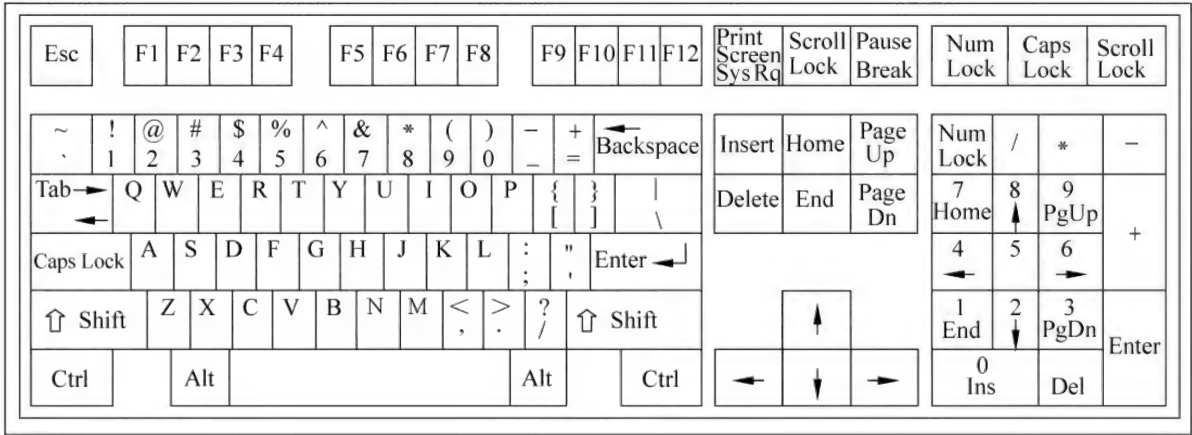 Esc F1 F2 F3 F4 F5 F6 F7 F8 F9 F10 F11 F12 Print Screen Sys Rq Scroll Lock Pause Break Num Lock Caps Lock Scroll Lock
~ ! @ # $ % ^ & * ( ) — + ← Backspace Insert Home Page Up Num Lock / * —
` 1 2 3 4 5 6 7 8 9 0 _ =
Tab → ← Q W E R T Y U I O P { [ } ] | \ Delete End Page Dn 7 Home 8 ↑ 9 PgUp +
Caps Lock A S D F G H J K L : ; " ' Enter ↵ 4 ← 5 6 →
⇧ Shift Z X C V B N M < , > . ? / ⇧ Shift ↑ 1 End 2 ↓ 3 PgDn Enter
Ctrl Alt Alt Ctrl ← ↓ → 0 Ins Del